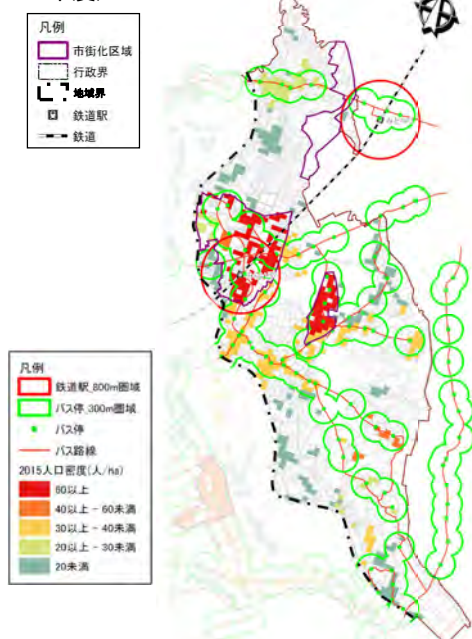 凡例
市街化区域
行政界
地域界
鉄道駅
鉄道
凡例
鉄道駅_800m圏域
バス停_300m圏域
バス停
バス路線
2015人口密度(人/ha)
60以上
40以上 - 60未満
30以上 - 40未満
20以上 - 30未満
20未満